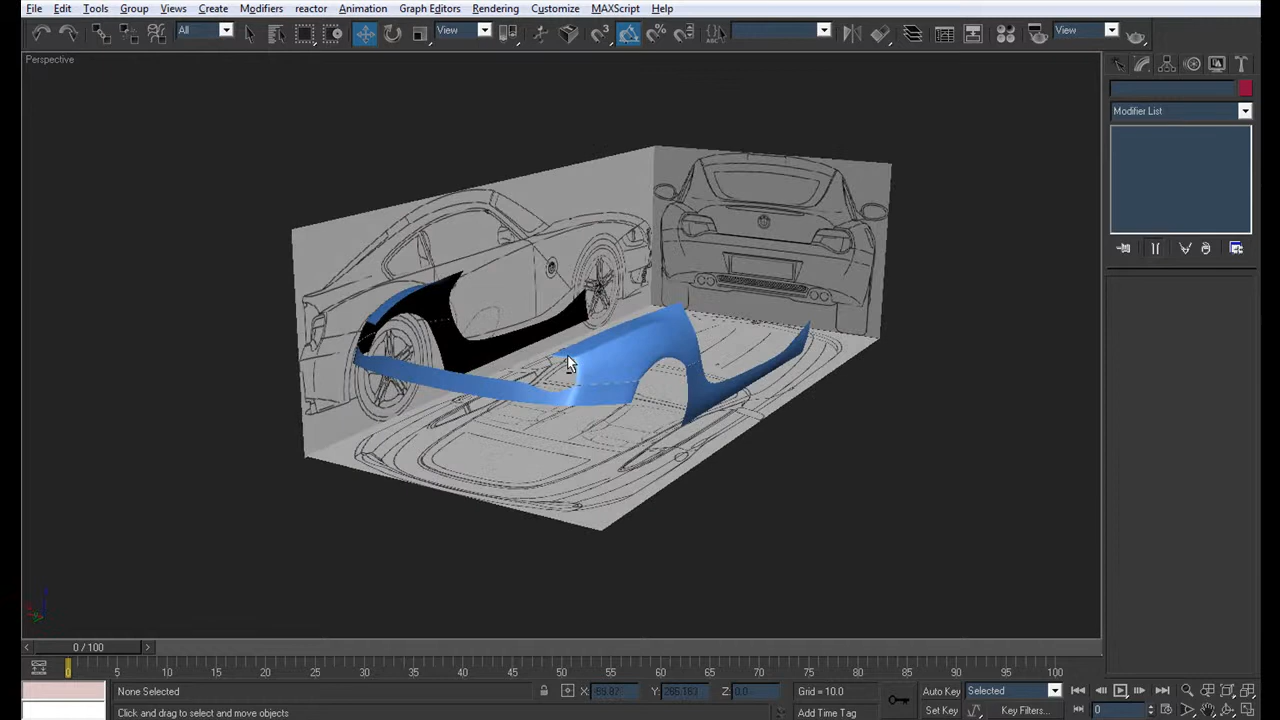 File Edit Tools Group Views Create Modifiers reactor Animation Graph Editors Rendering Customize MAXScript Help
All View View
Perspective
Modifier List
0 / 100
0 5 10 15 20 25 30 35 40 45 50 55 60 65 70 75 80 85 90 95 100
None Selected X: Y: Z: 0.0 Grid = 10.0 Auto Key Selected
Click and drag to select and move objects Add Time Tag Set Key Key Filters... 0